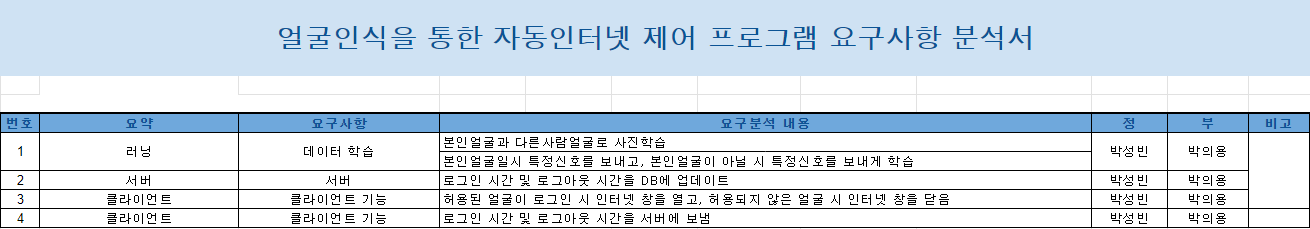 얼굴인식을 통한 자동인터넷 제어 프로그램 요구사항 분석서
번호 요약 요구사항 요구분석 내용 정 부 비고
1 러닝 데이터 학습 본인얼굴과 다른사람얼굴로 사진학습 박성빈 박의용
본인얼굴일시 특정신호를 보내고, 본인얼굴이 아닐 시 특정신호를 보내게 학습
2 서버 서버 로그인 시간 및 로그아웃 시간을 DB에 업데이트 박성빈 박의용
3 클라이언트 클라이언트 기능 허용된 얼굴이 로그인 시 인터넷 창을 열고, 허용되지 않은 얼굴 시 인터넷 창을 닫음 박성빈 박의용
4 클라이언트 클라이언트 기능 로그인 시간 및 로그아웃 시간을 서버에 보냄 박성빈 박의용